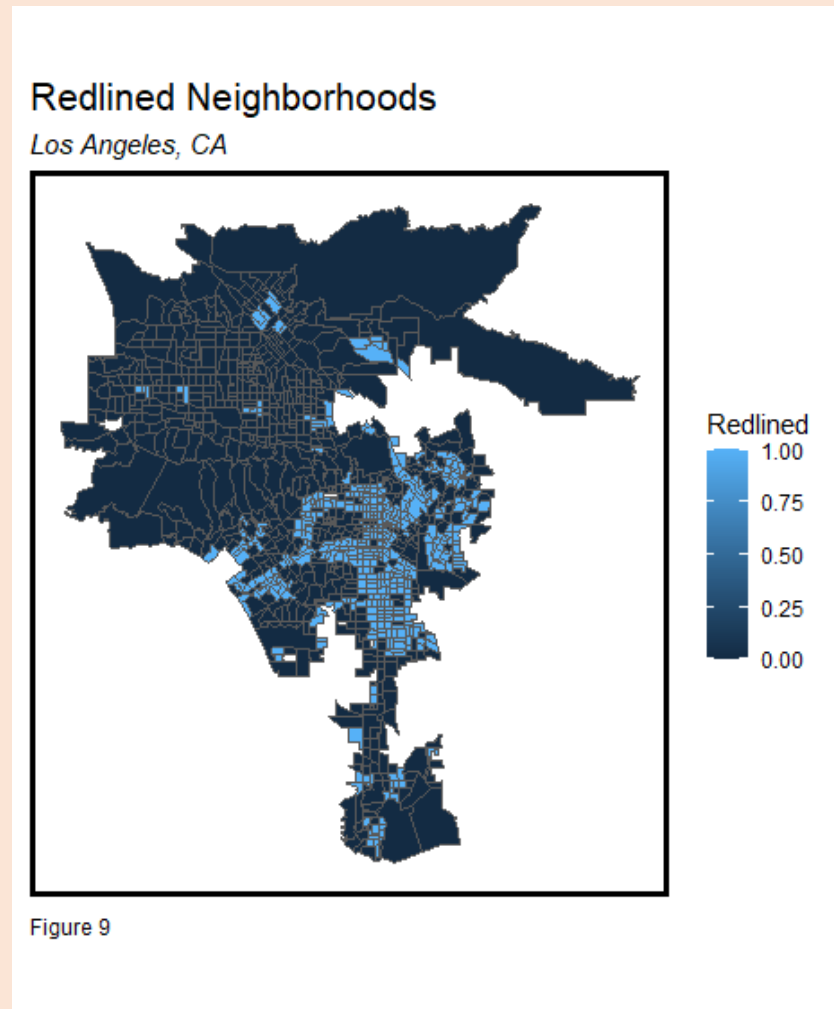 Redlined Neighborhoods
Los Angeles, CA
Redlined
1.00
0.75
0.50
0.25
0.00
Figure 9